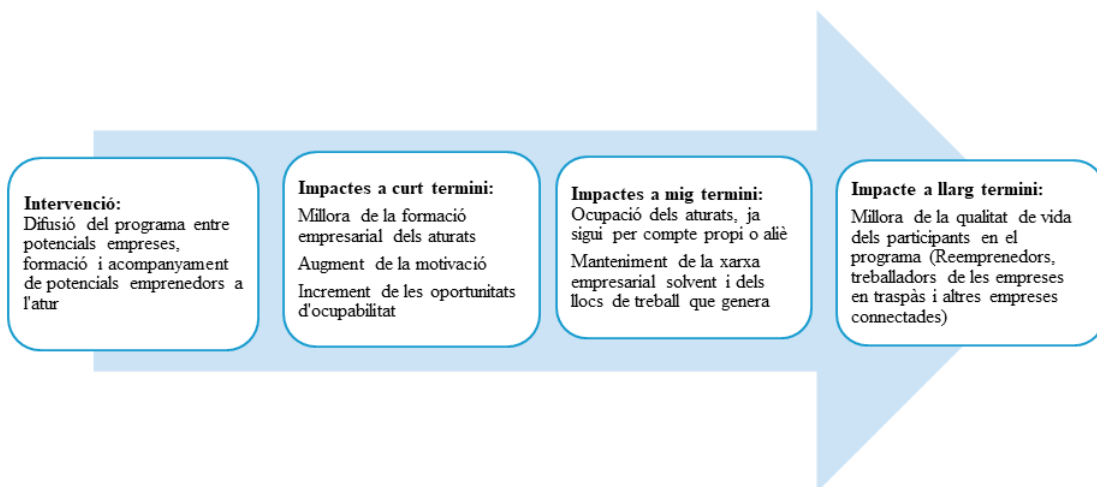 Intervenció:
Difusió del programa entre
potencials empreses,
formació i acompanyament
de potencials emprenedors a
l'atur
Impactes a curt termini:
Millora de la formació
empresarial dels aturats
Augment de la motivació
Increment de les oportunitats
d'ocupabilitat
Impactes a mig termini:
Ocupació dels aturats, ja
sigui per compte propi o aliè
Manteniment de la xarxa
empresarial solvent i dels
llocs de treball que genera
Impacte a llarg termini:
Millora de la qualitat de vida
dels participants en el
programa (Reemprenedors,
treballadors de les empreses
en traspàs i altres empreses
connectades)